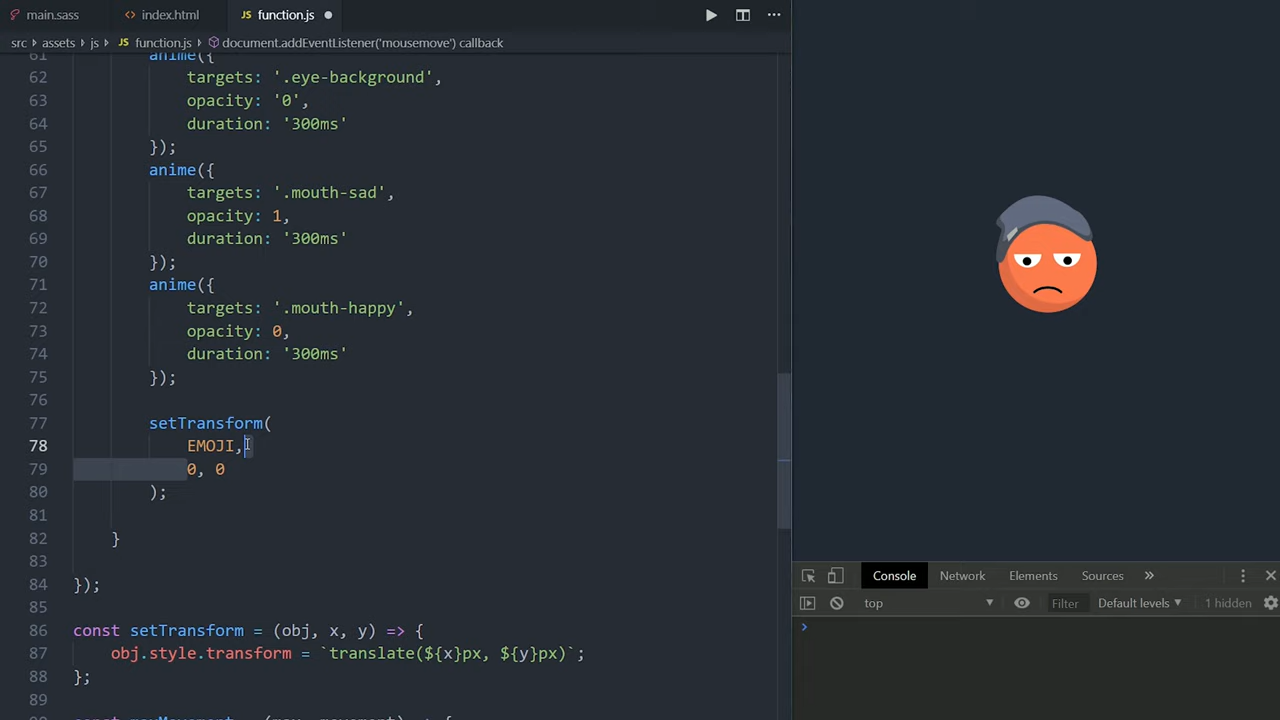 main.sass
index.html
function.js
src > assets > js > function.js > document.addEventListener('mousemove') callback
61 anime({
62 targets: '.eye-background',
63 opacity: '0',
64 duration: '300ms'
65 });
66 anime({
67 targets: '.mouth-sad',
68 opacity: 1,
69 duration: '300ms'
70 });
71 anime({
72 targets: '.mouth-happy',
73 opacity: 0,
74 duration: '300ms'
75 });
76
77 setTransform(
78 EMOJI,
79 0, 0
80 );
81
82 }
83
84 });
85
86 const setTransform = (obj, x, y) => {
87 obj.style.transform = `translate(${x}px, ${y}px)`;
88 };
89
Console Network Elements Sources »
top Filter Default levels 1 hidden
>